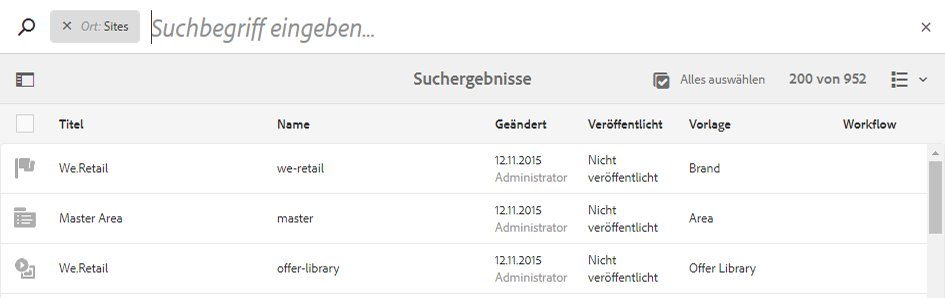 Ort: Sites Suchbegriff eingeben...
Suchergebnisse Alles auswählen 200 von 952
Titel Name Geändert Veröffentlicht Vorlage Workflow
We.Retail we-retail 12.11.2015 Administrator Nicht veröffentlicht Brand
Master Area master 12.11.2015 Administrator Nicht veröffentlicht Area
We.Retail offer-library 12.11.2015 Administrator Nicht veröffentlicht Offer Library